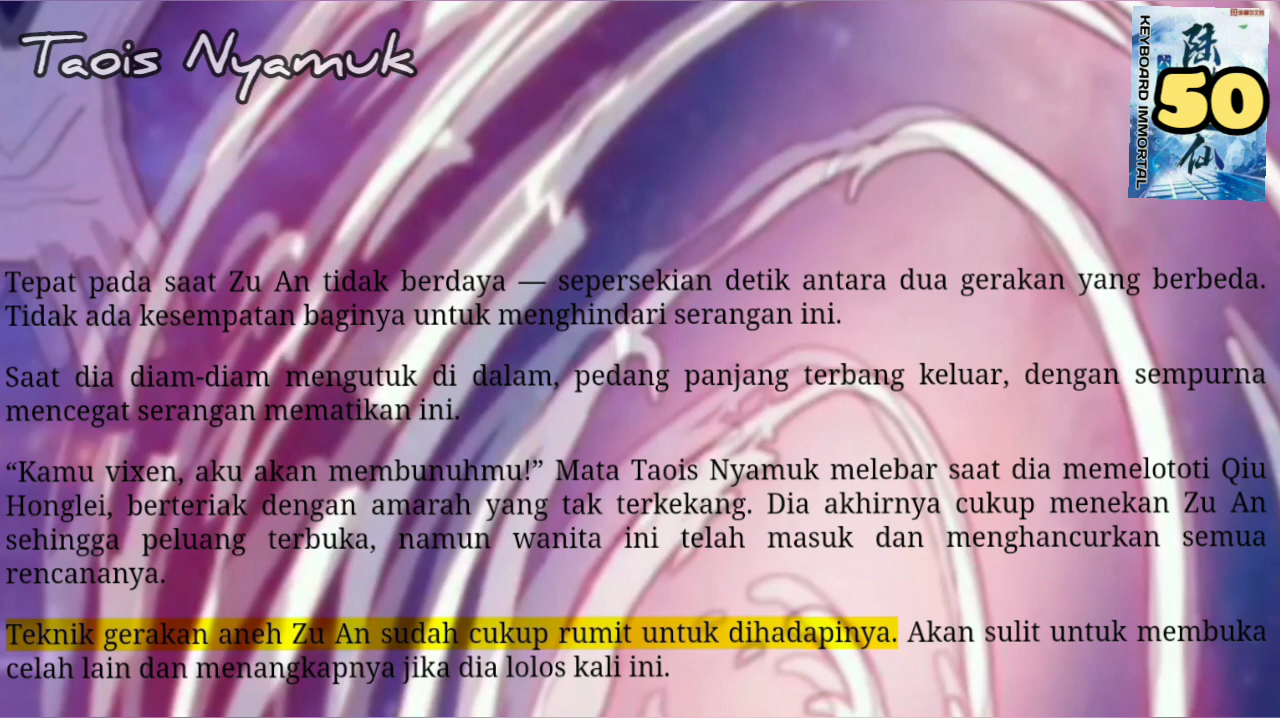 Taois Nyamuk
KEYBOARD IMMORTAL
陆
仙
50
Tepat pada saat Zu An tidak berdaya — sepersekian detik antara dua gerakan yang berbeda.
Tidak ada kesempatan baginya untuk menghindari serangan ini.
Saat dia diam-diam mengutuk di dalam, pedang panjang terbang keluar, dengan sempurna
mencegat serangan mematikan ini.
“Kamu vixen, aku akan membunuhmu!” Mata Taois Nyamuk melebar saat dia memelototi Qiu
Honglei, berteriak dengan amarah yang tak terkekang. Dia akhirnya cukup menekan Zu An
sehingga peluang terbuka, namun wanita ini telah masuk dan menghancurkan semua
rencananya.
Teknik gerakan aneh Zu An sudah cukup rumit untuk dihadapinya. Akan sulit untuk membuka
celah lain dan menangkapnya jika dia lolos kali ini.